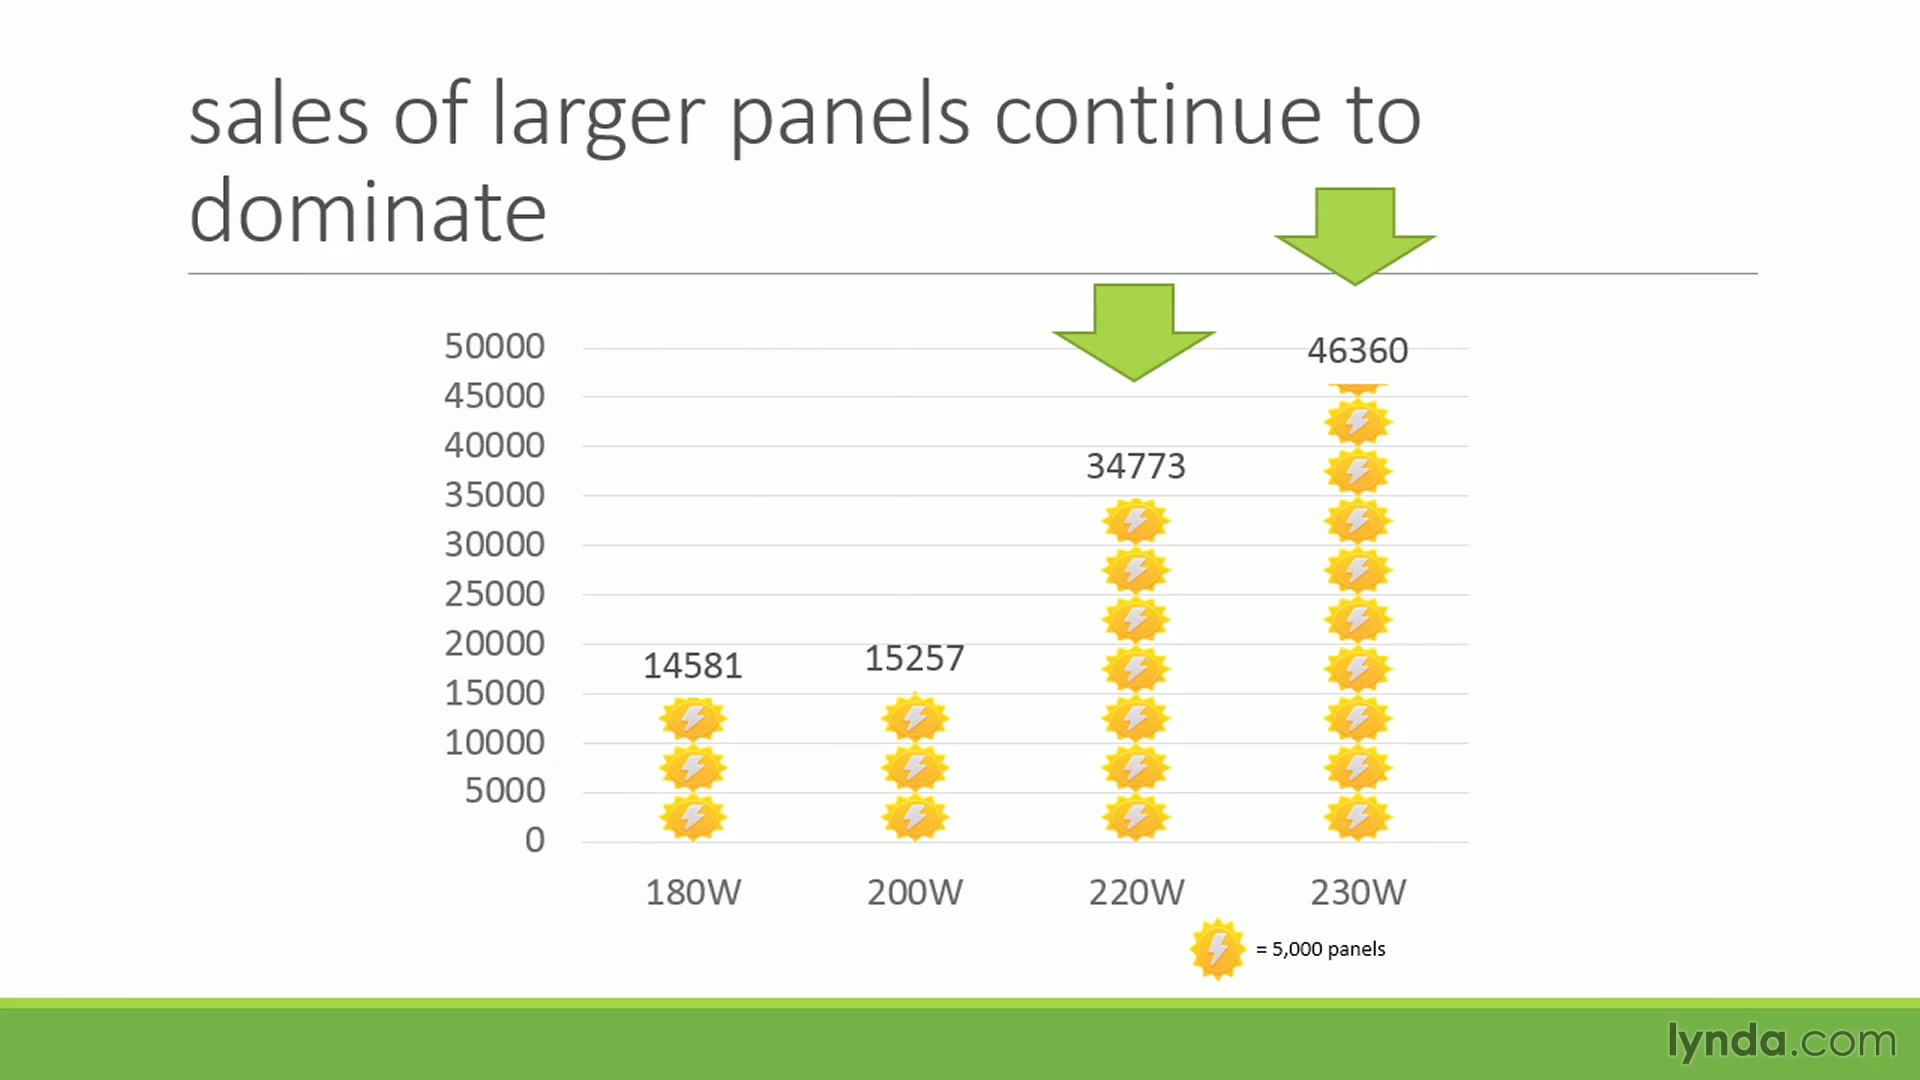 sales of larger panels continue to
dominate
50000
45000
40000
35000
30000
25000
20000
15000
10000
5000
0
14581
15257
34773
46360
180W
200W
220W
230W
= 5,000 panels
lynda.com